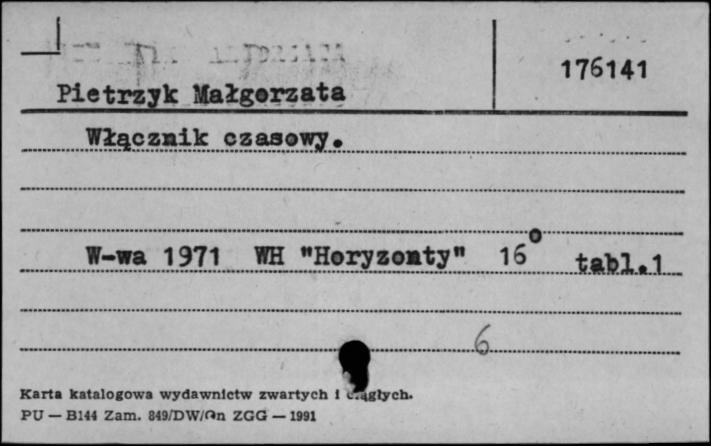 176141
Pietrzyk Małgorzata
Włącznik czasowy.
W-wa 1971 WH "Horyzonty" 16° tabl.1
6
Karta katalogowa wydawnictw zwartych i ciągłych.
PU — B144 Zam. 849/DW/On ZGG — 1991